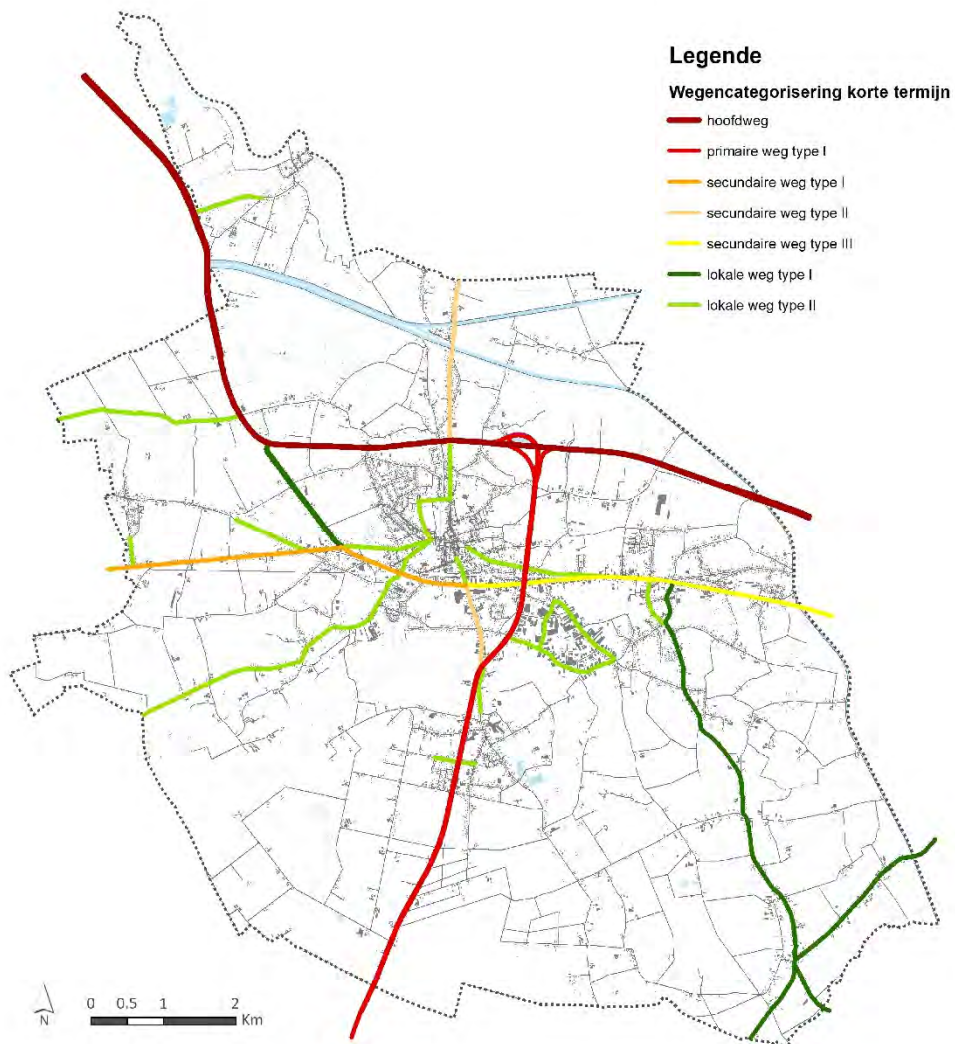 Legende
Wegencategorisering korte termijn
hoofdweg
primaire weg type I
secundaire weg type I
secundaire weg type II
secundaire weg type III
lokale weg type I
lokale weg type II
N
0 0.5 1 2
Km